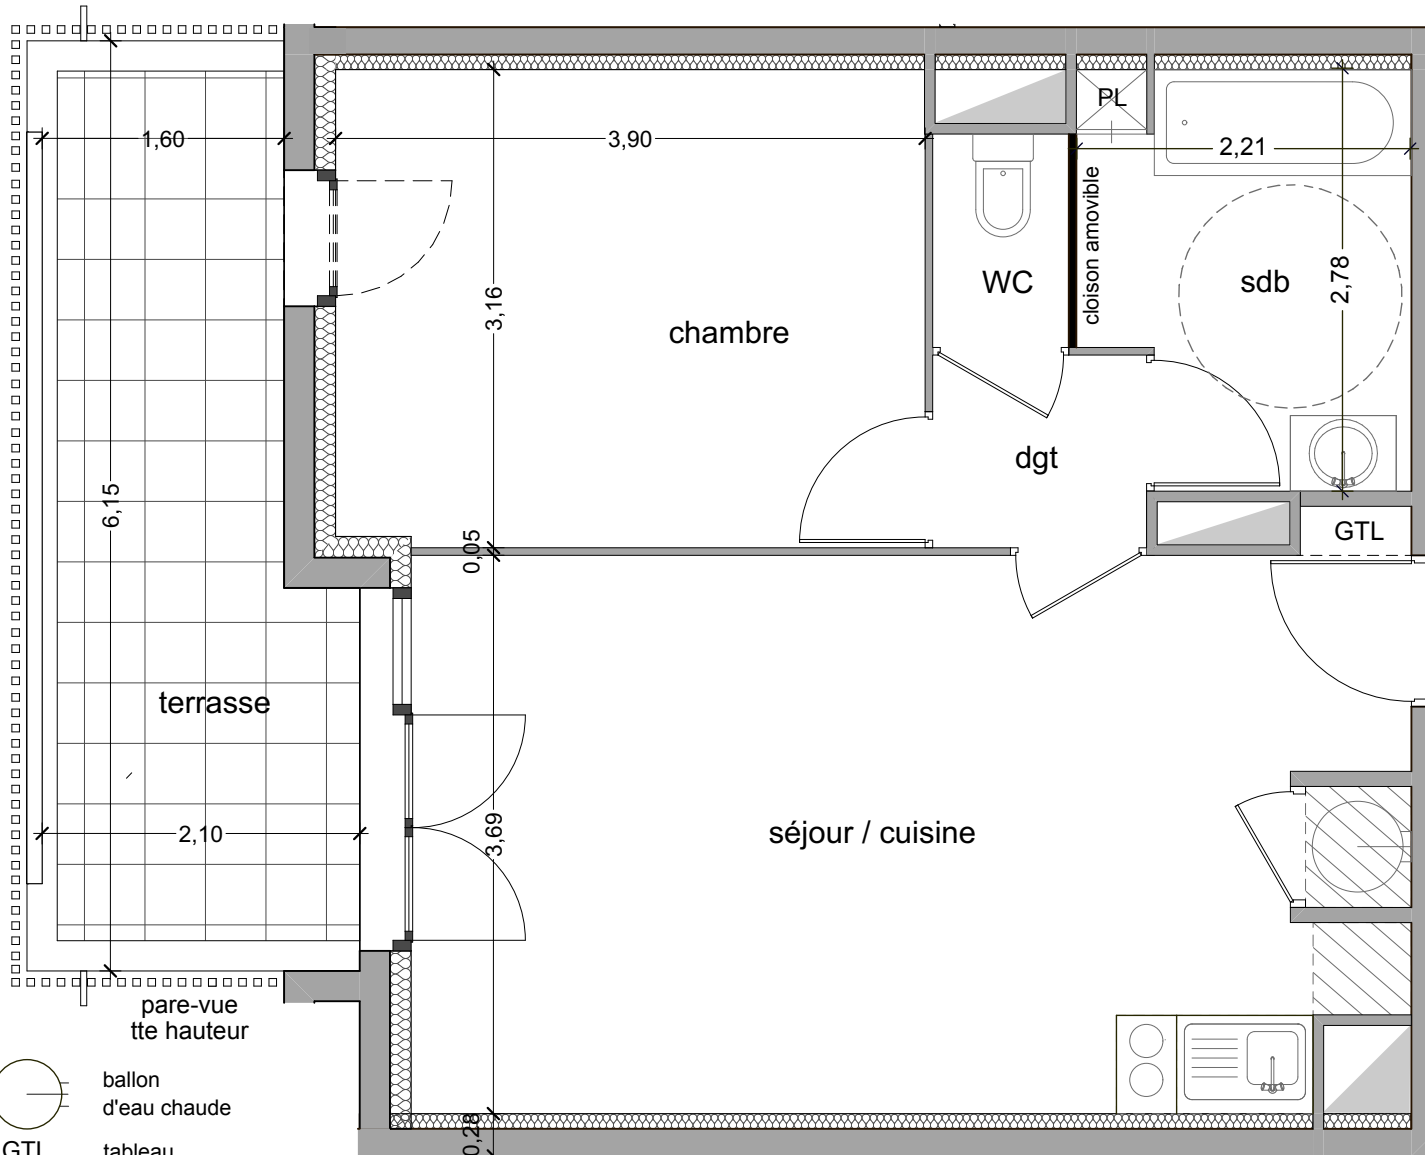 1,60
3,90
PL
2,21
cloison amovible
WC
sdb
2,78
3,16
chambre
dgt
6,15
0,05
GTL
terrasse
2,10
3,69
séjour / cuisine
pare-vue
tte hauteur
ballon
d'eau chaude
0,28
GTL tableau